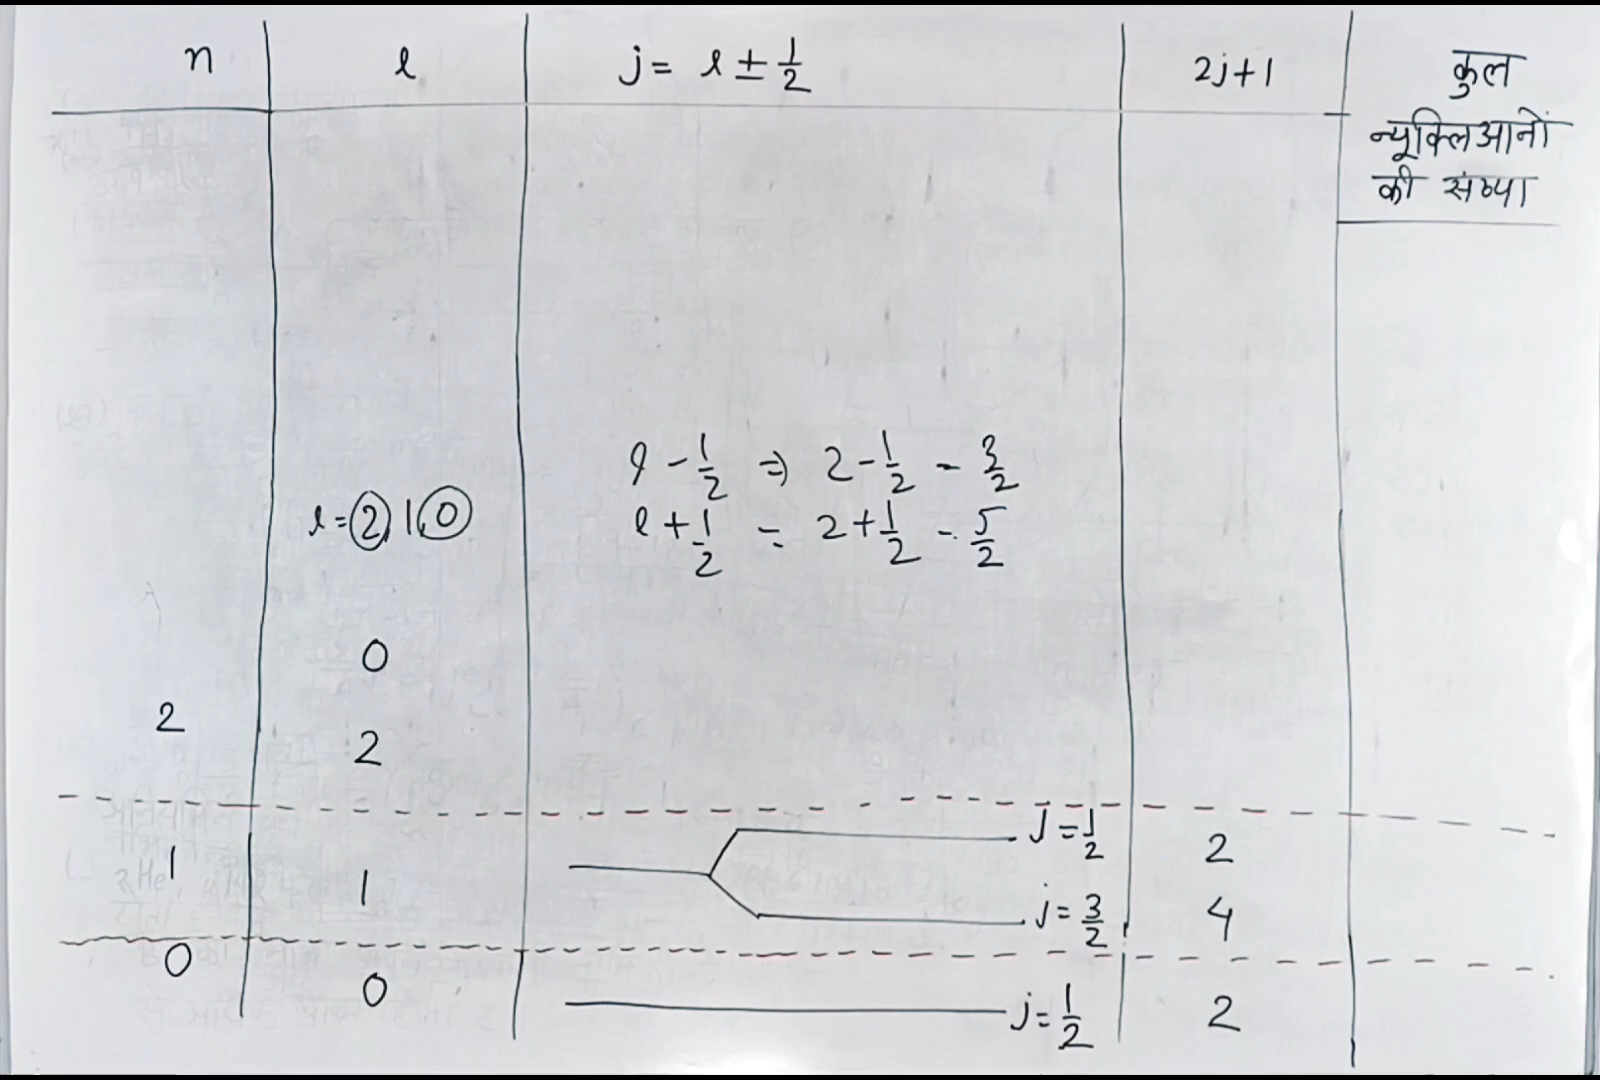 n l j = l ± 1/2 2j+1 कुल
न्यूक्लिआनों
की संख्या
l - 1/2 ⇒ 2 - 1/2 - 3/2
l = 2, 1, 0 l + 1/2 = 2 + 1/2 - 5/2
0
2
2
j = 1/2 2
1 1
j = 3/2 4
0
0 j = 1/2 2